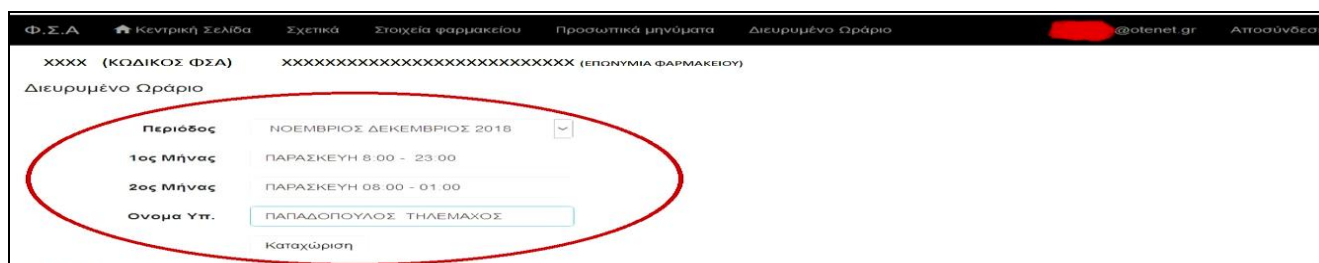 Φ.Σ.Α Κεντρική Σελίδα Σχετικά Στοιχεία φαρμακείου Προσωπικά μηνύματα Διευρυμένο Ωράριο @otenet.gr Αποσύνδεσ
XXXX (ΚΩΔΙΚΟΣ ΦΣΑ) XXXXXXXXXXXXXXXXXXXXXXXXXXX (ΕΠΩΝΥΜΙΑ ΦΑΡΜΑΚΕΙΟΥ)
Διευρυμένο Ωράριο
Περιόδος ΝΟΕΜΒΡΙΟΣ ΔΕΚΕΜΒΡΙΟΣ 2018
1ος Μήνας ΠΑΡΑΣΚΕΥΗ 8:00 - 23:00
2ος Μήνας ΠΑΡΑΣΚΕΥΗ 08:00 - 01:00
Ονομα Υπ. ΠΑΠΑΔΟΠΟΥΛΟΣ ΤΗΛΕΜΑΧΟΣ
Καταχώριση